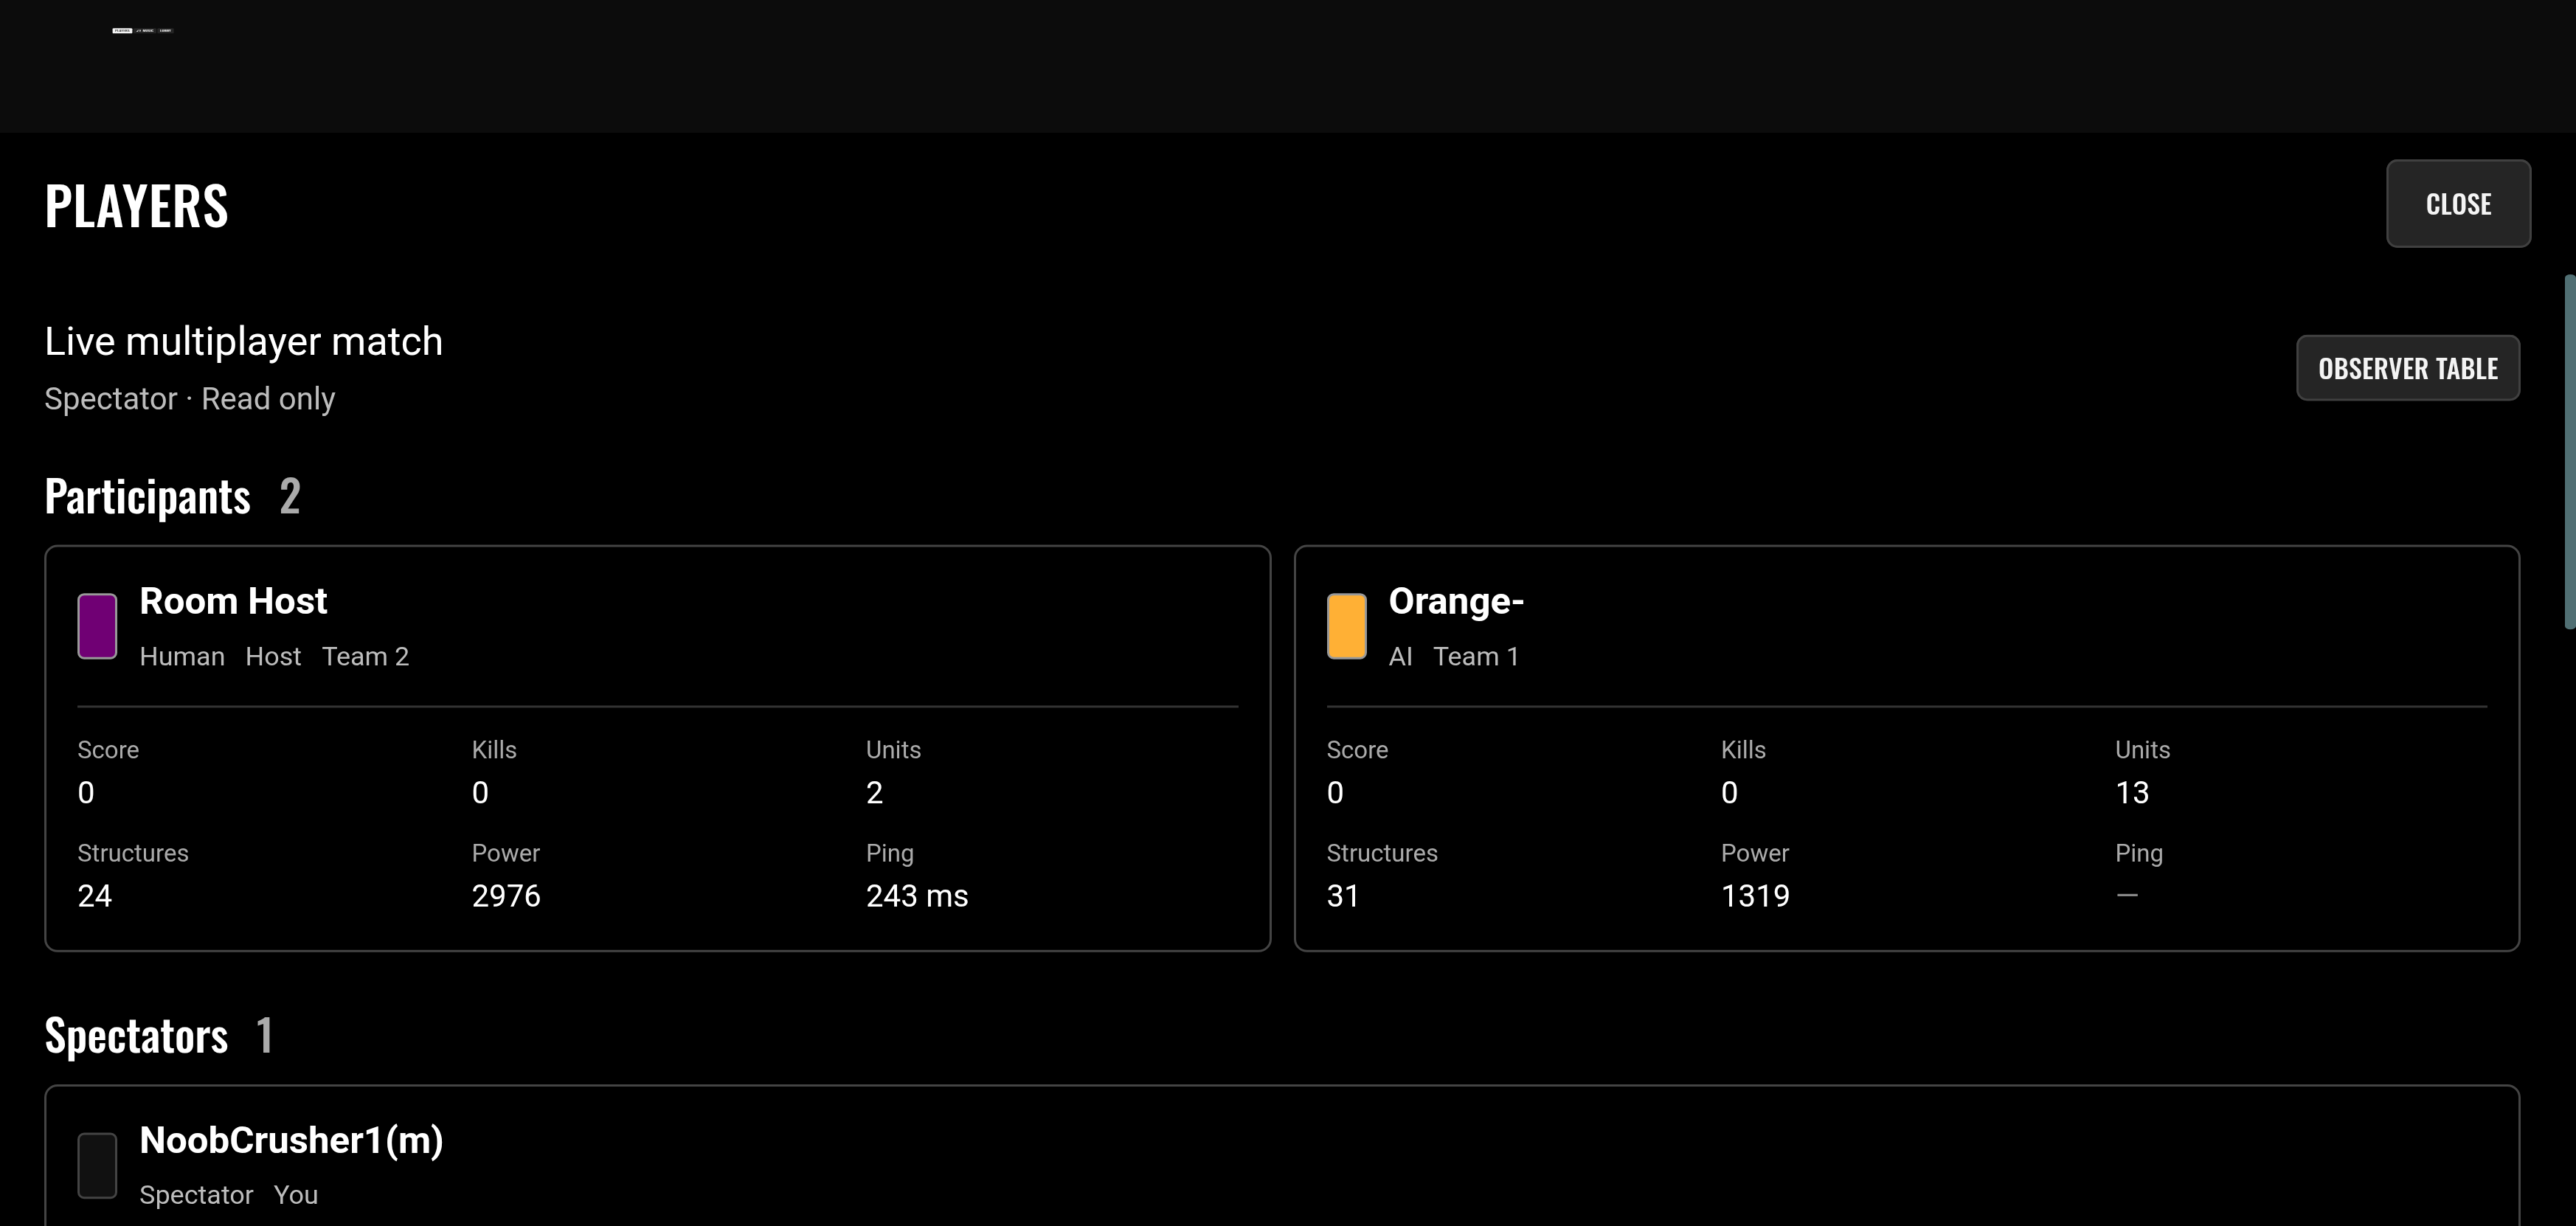 PLAYERS
PLAYERS
CLOSE
Live multiplayer match
Spectator · Read only
OBSERVER TABLE
Participants 2
Room Host
Human Host Team 2
Score Kills Units
0 0 2
Structures Power Ping
24 2976 243 ms
Orange-
AI Team 1
Score Kills Units
0 0 13
Structures Power Ping
31 1319 —
Spectators 1
NoobCrusher1(m)
Spectator You